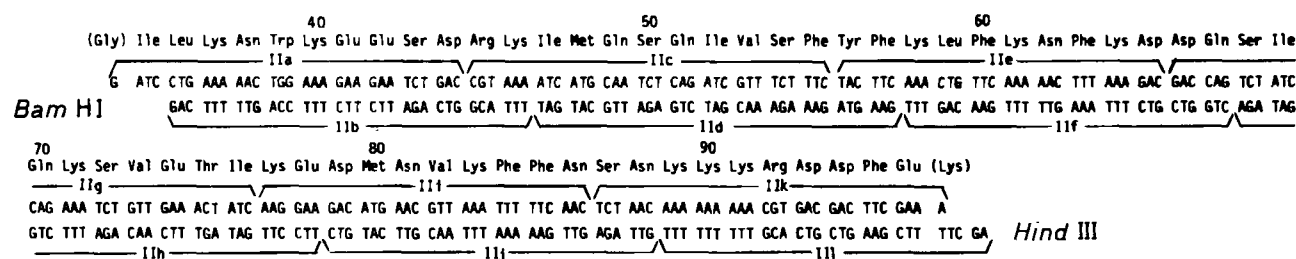 40 50 60
(Gly) Ile Leu Lys Asn Trp Lys Glu Glu Ser Asp Arg Lys Ile Met Gln Ser Gln Ile Val Ser Phe Tyr Phe Lys Leu Phe Lys Asn Phe Lys Asp Asp Gln Ser Ile
IIa IIc IIe
G ATC CTG AAA AAC TGG AAA GAA GAA TCT GAC CGT AAA ATC ATG CAA TCT CAG ATC GTT TCT TTC TAC TTC AAA CTG TTC AAA AAC TTT AAA GAC GAC CAG TCT ATC
Bam HI GAC TTT TTG ACC TTT CTT CTT AGA CTG GCA TTT TAG TAC GTT AGA GTC TAG CAA AGA AAG ATG AAG TTT GAC AAG TTT TTG AAA TTT CTG CTG GTC AGA TAG
IIb IId IIf
70 80 90
Gln Lys Ser Val Glu Thr Ile Lys Glu Asp Met Asn Val Lys Phe Phe Asn Ser Asn Lys Lys Lys Arg Asp Asp Phe Glu (Lys)
IIg IIi IIk
CAG AAA TCT GTT GAA ACT ATC AAG GAA GAC ATG AAC GTT AAA TTT TTC AAC TCT AAC AAA AAA AAA CGT GAC GAC TTC GAA A
GTC TTT AGA CAA CTT TGA TAG TTC CTT CTG TAC TTG CAA TTT AAA AAG TTG AGA TTG TTT TTT TTT GCA CTG CTG AAG CTT TTC GA Hind III
IIh IIj IIl